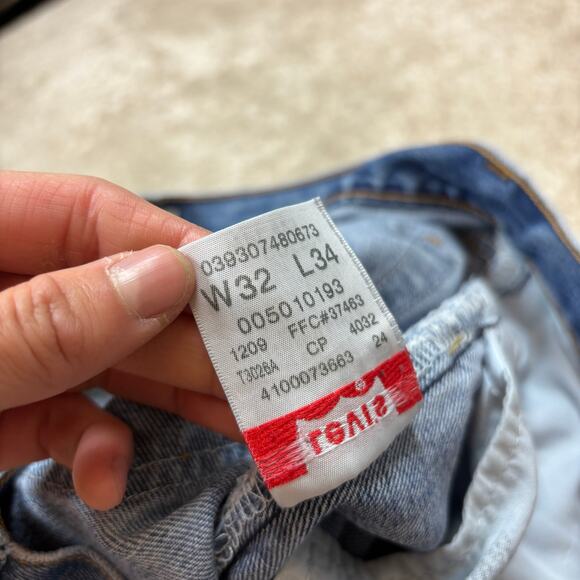 039307480673
W32 L34
005010193
1209 FFC#37463
T3026A CP 4032
4100073663 24
Levi's